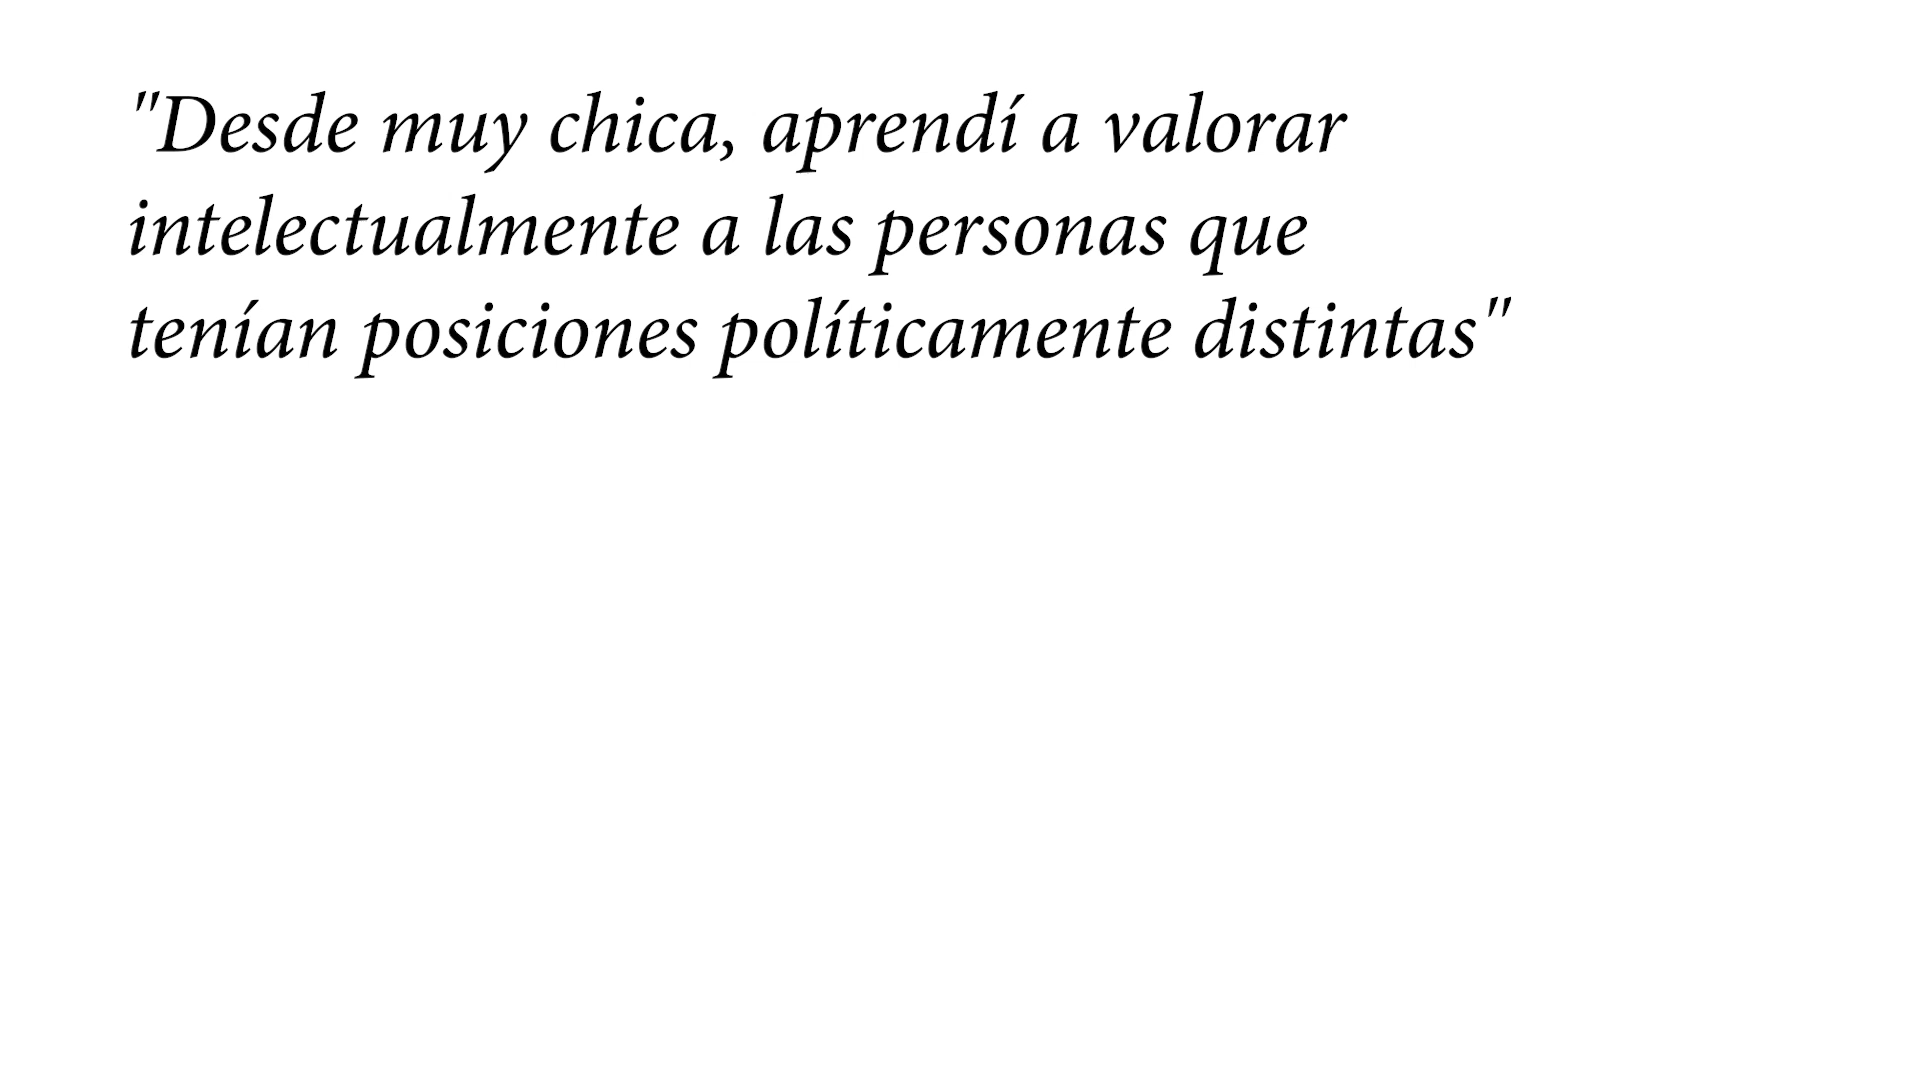 "Desde muy chica, aprendí a valorar
intelectualmente a las personas que
tenían posiciones políticamente distintas"